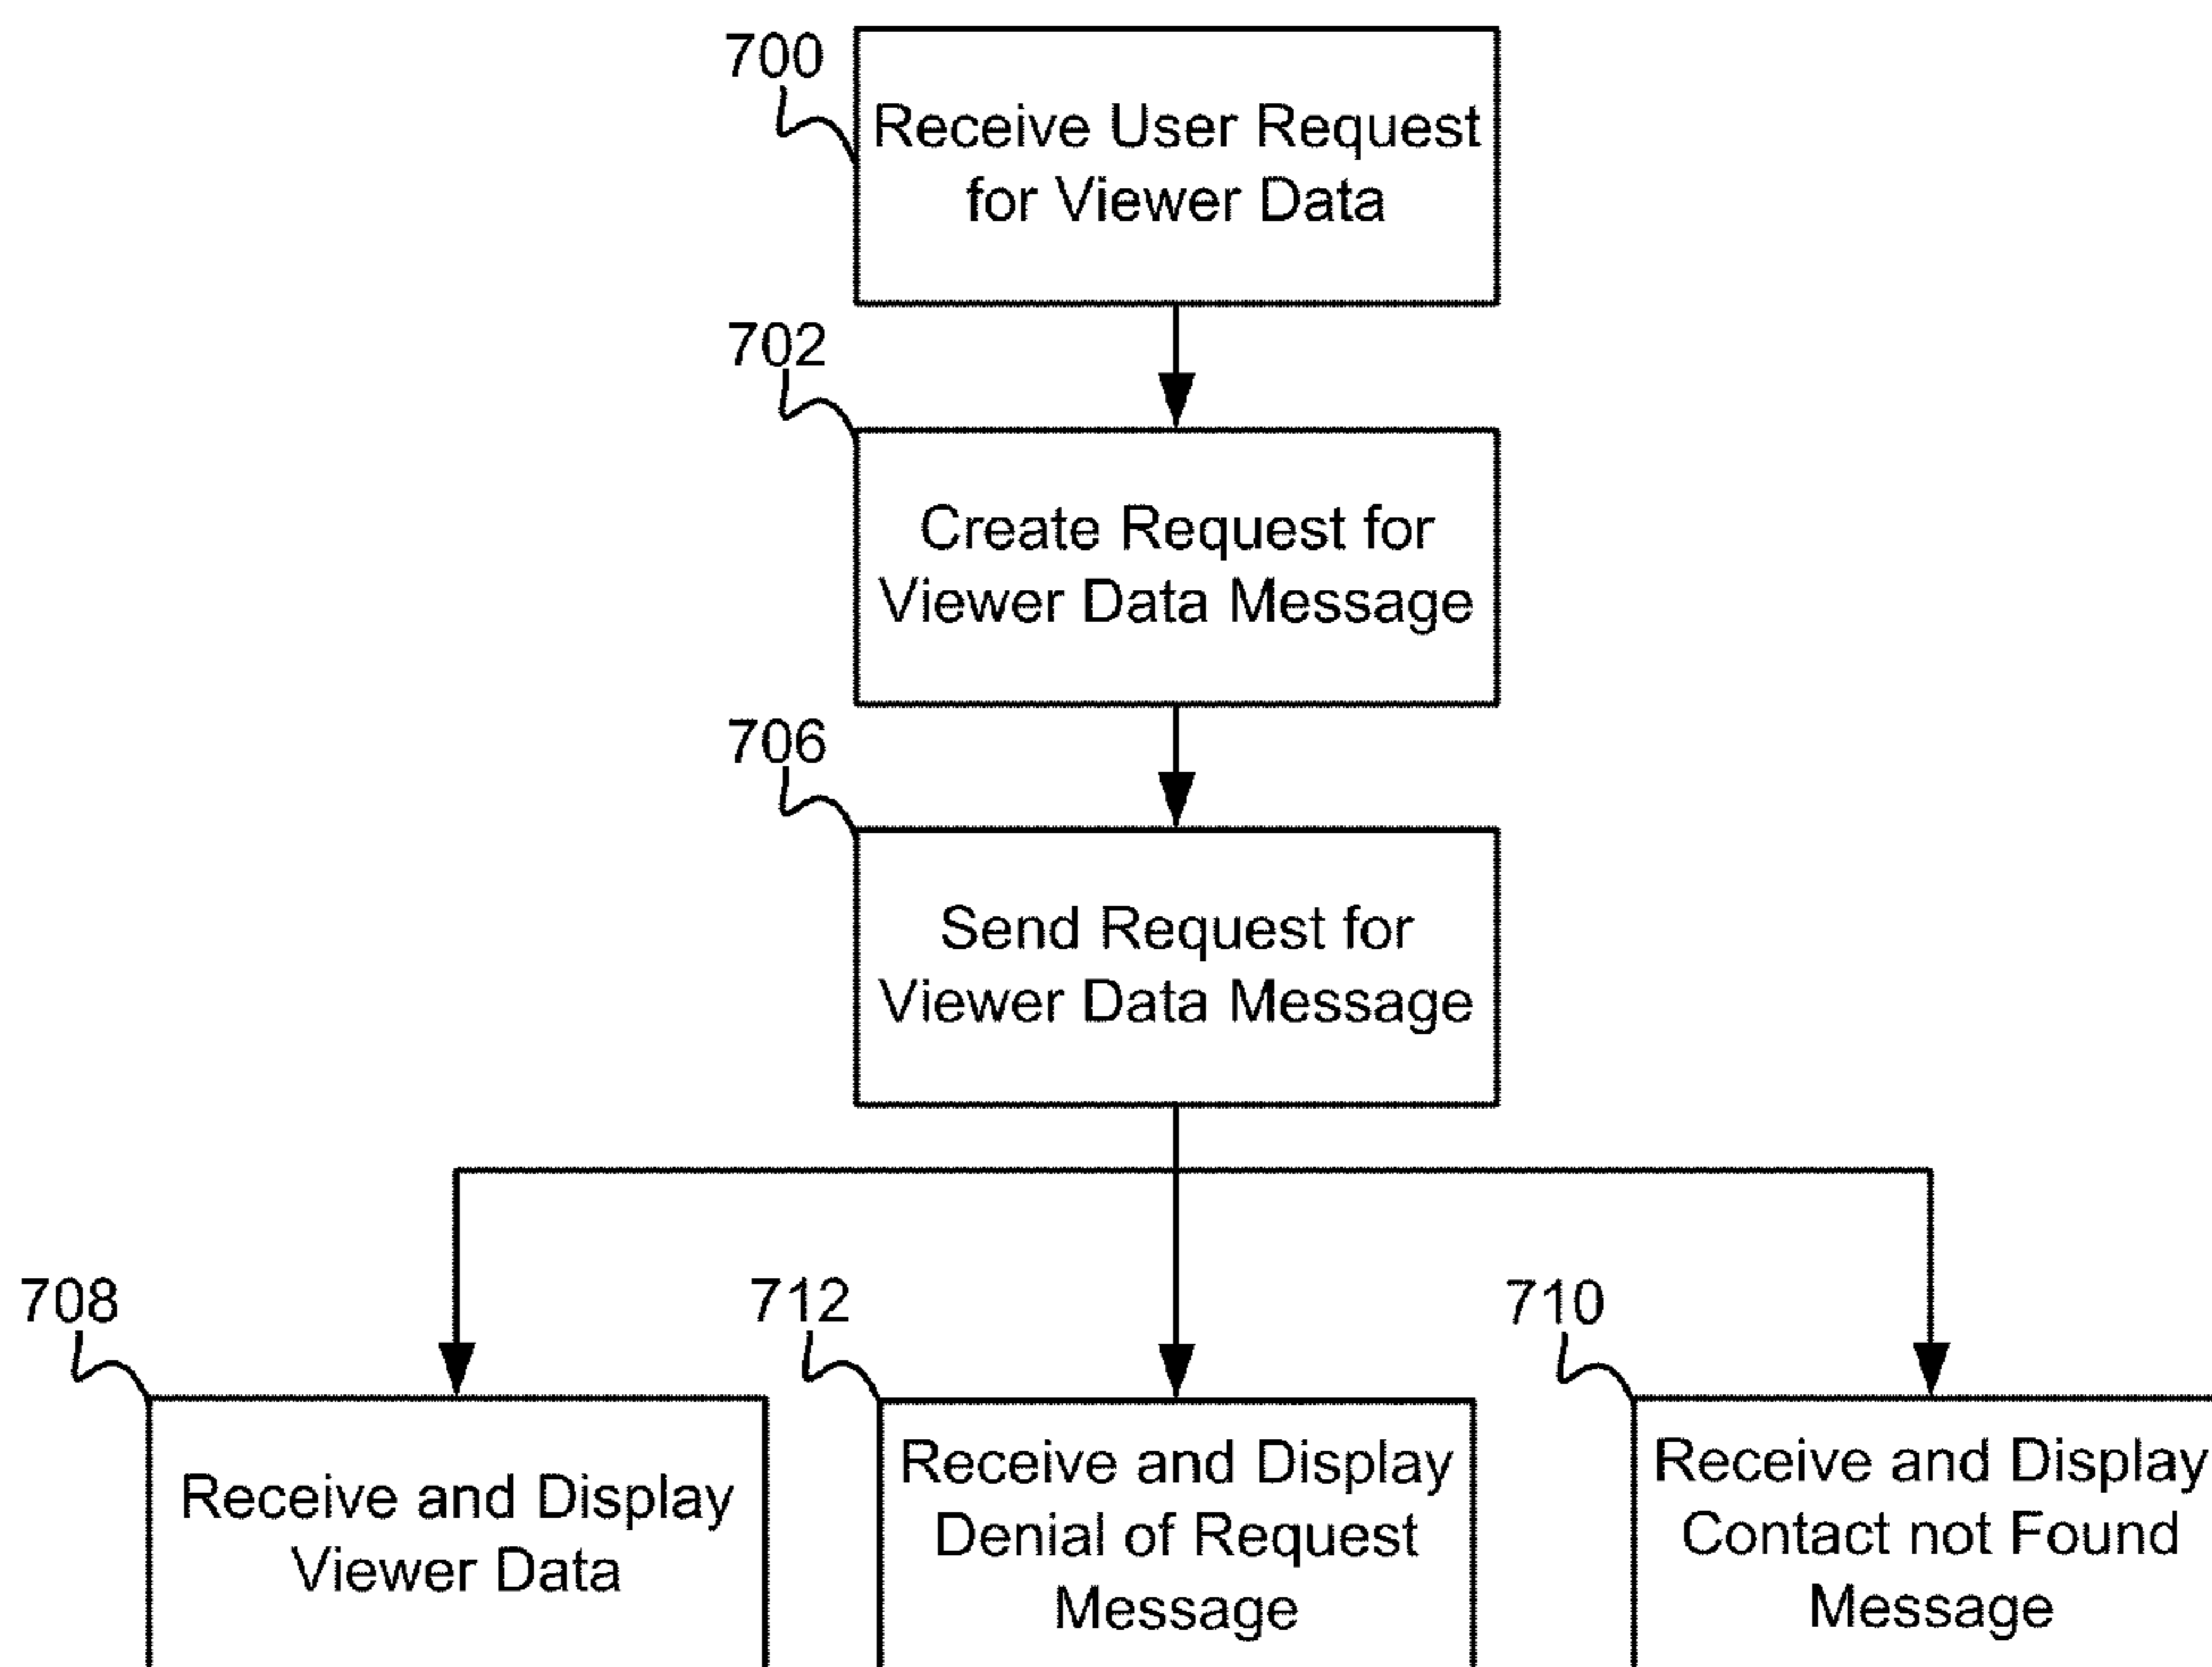 700
Receive User Request
for Viewer Data
702
Create Request for
Viewer Data Message
706
Send Request for
Viewer Data Message
708
Receive and Display
Viewer Data
712
Receive and Display
Denial of Request
Message
710
Receive and Display
Contact not Found
Message